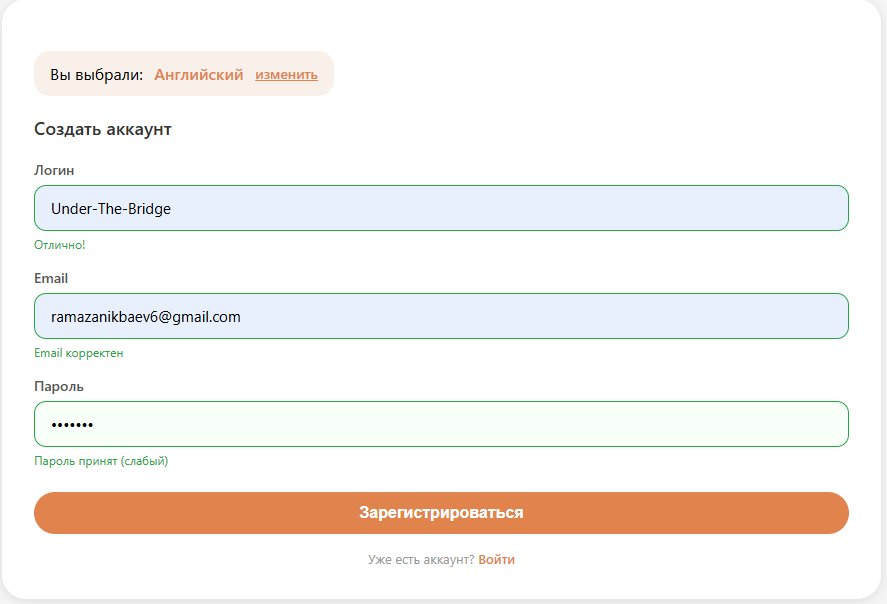 Вы выбрали: Английский изменить
Создать аккаунт
Логин
Under-The-Bridge
Отлично!
Email
ramazanikbaev6@gmail.com
Email корректен
Пароль
•••••••
Пароль принят (слабый)
Зарегистрироваться
Уже есть аккаунт? Войти